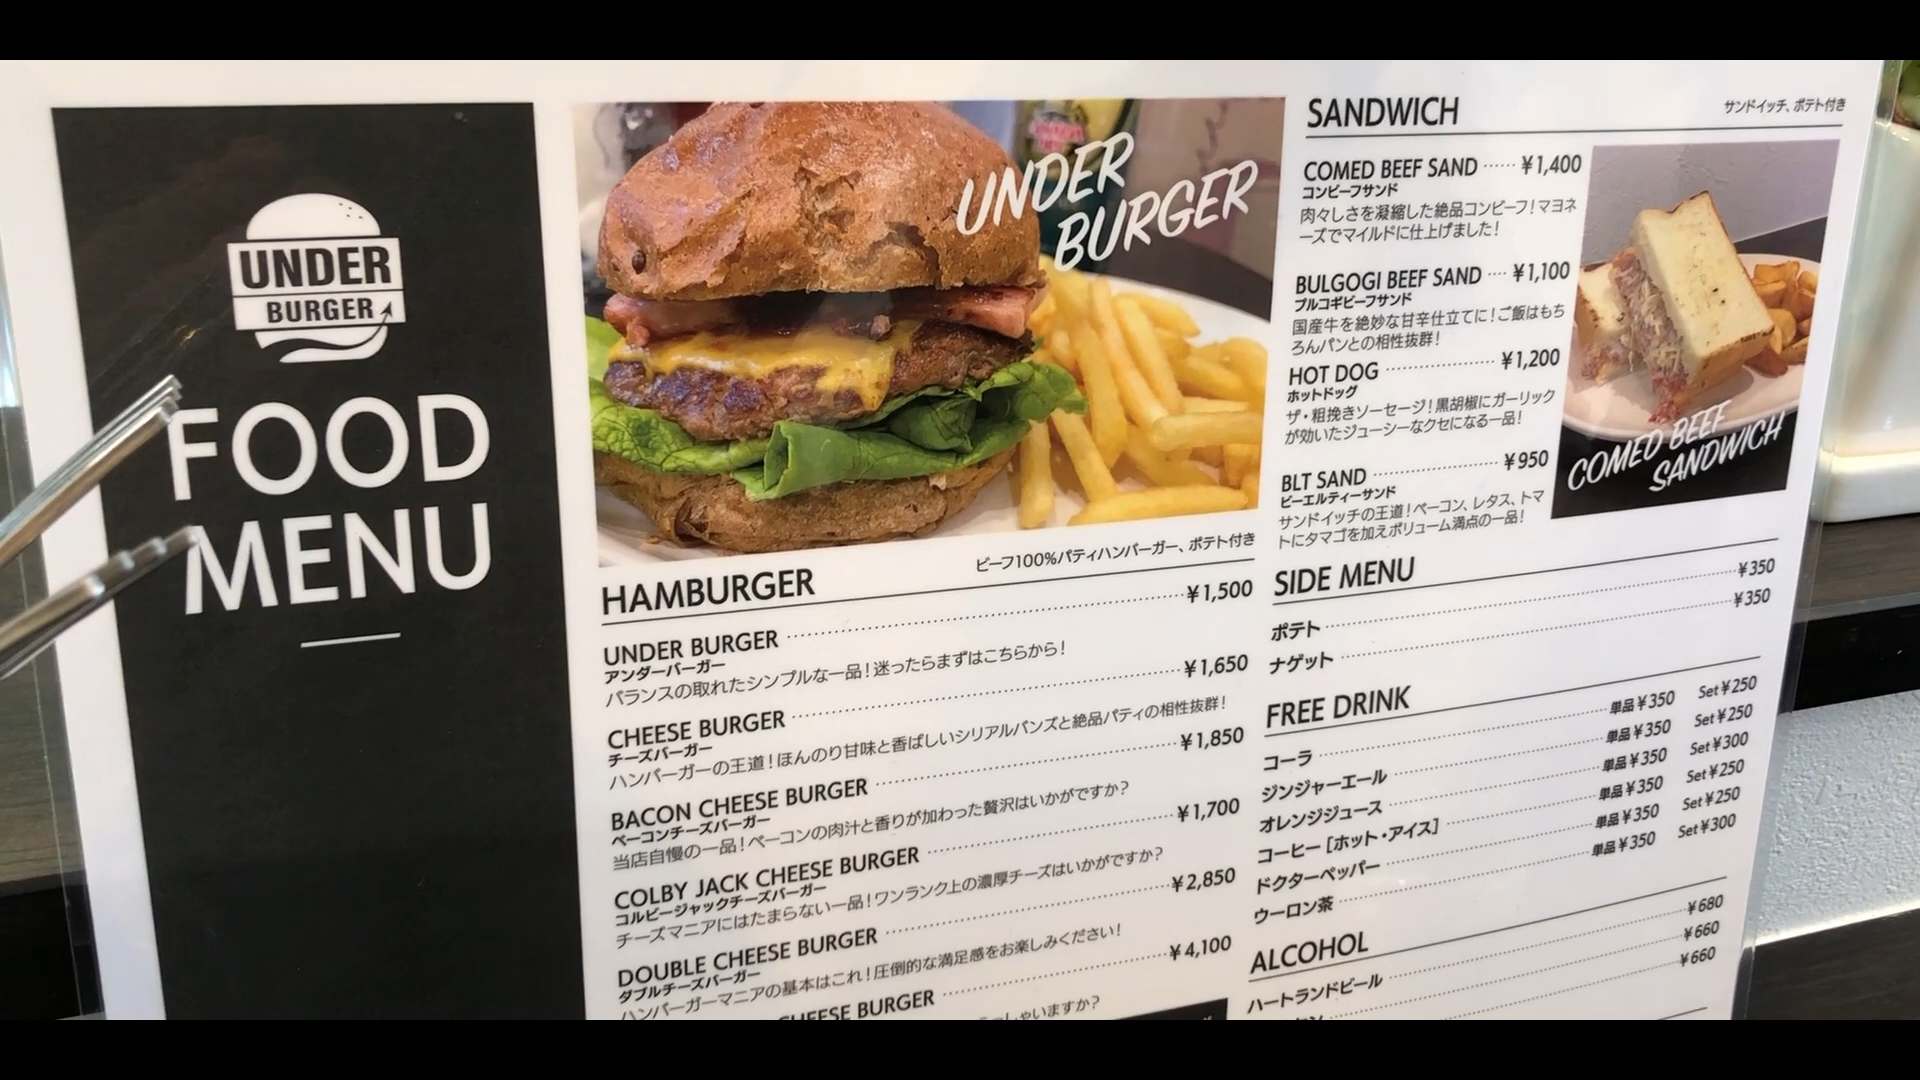 UNDER
BURGER
FOOD
MENU
UNDER
BURGER
ビーフ100%パティハンバーガー、ポテト付き
HAMBURGER
UNDER BURGER ¥1,500
アンダーバーガー
バランスの取れたシンプルな一品！迷ったらまずはこちらから！
CHEESE BURGER ¥1,650
チーズバーガー
ハンバーガーの王道！ほんのり甘味と香ばしいシリアルバンズと絶品パティの相性抜群！
BACON CHEESE BURGER ¥1,850
ベーコンチーズバーガー
当店自慢の一品！ベーコンの肉汁と香りが加わった贅沢はいかがですか？
COLBY JACK CHEESE BURGER ¥1,700
コルビージャックチーズバーガー
チーズマニアにはたまらない一品！ワンランク上の濃厚チーズはいかがですか？
DOUBLE CHEESE BURGER ¥2,850
ダブルチーズバーガー
ハンバーガーマニアの基本はこれ！圧倒的な満足感をお楽しみください！
CHEESE BURGER ¥4,100
しゃいますか？
SANDWICH
サンドイッチ、ポテト付き
COMED BEEF SAND ¥1,400
コンビーフサンド
肉々しさを凝縮した絶品コンビーフ！マヨネ
ーズでマイルドに仕上げました！
BULGOGI BEEF SAND ¥1,100
プルコギビーフサンド
国産牛を絶妙な甘辛仕立てに！ご飯はもち
ろんパンとの相性抜群！
HOT DOG ¥1,200
ホットドッグ
ザ・粗挽きソーセージ！黒胡椒にガーリック
が効いたジューシーなクセになる一品！
BLT SAND ¥950
ビーエルティーサンド
サンドイッチの王道！ベーコン、レタス、トマ
トにタマゴを加えボリューム満点の一品！
COMED BEEF
SANDWICH
SIDE MENU
ポテト ¥350
ナゲット ¥350
FREE DRINK
コーラ 単品¥350 Set¥250
ジンジャーエール 単品¥350 Set¥250
オレンジジュース 単品¥350 Set¥300
コーヒー［ホット・アイス］ 単品¥350 Set¥250
ドクターペッパー 単品¥350 Set¥250
ウーロン茶 単品¥350 Set¥300
ALCOHOL
ハートランドビール ¥680
¥660
¥660